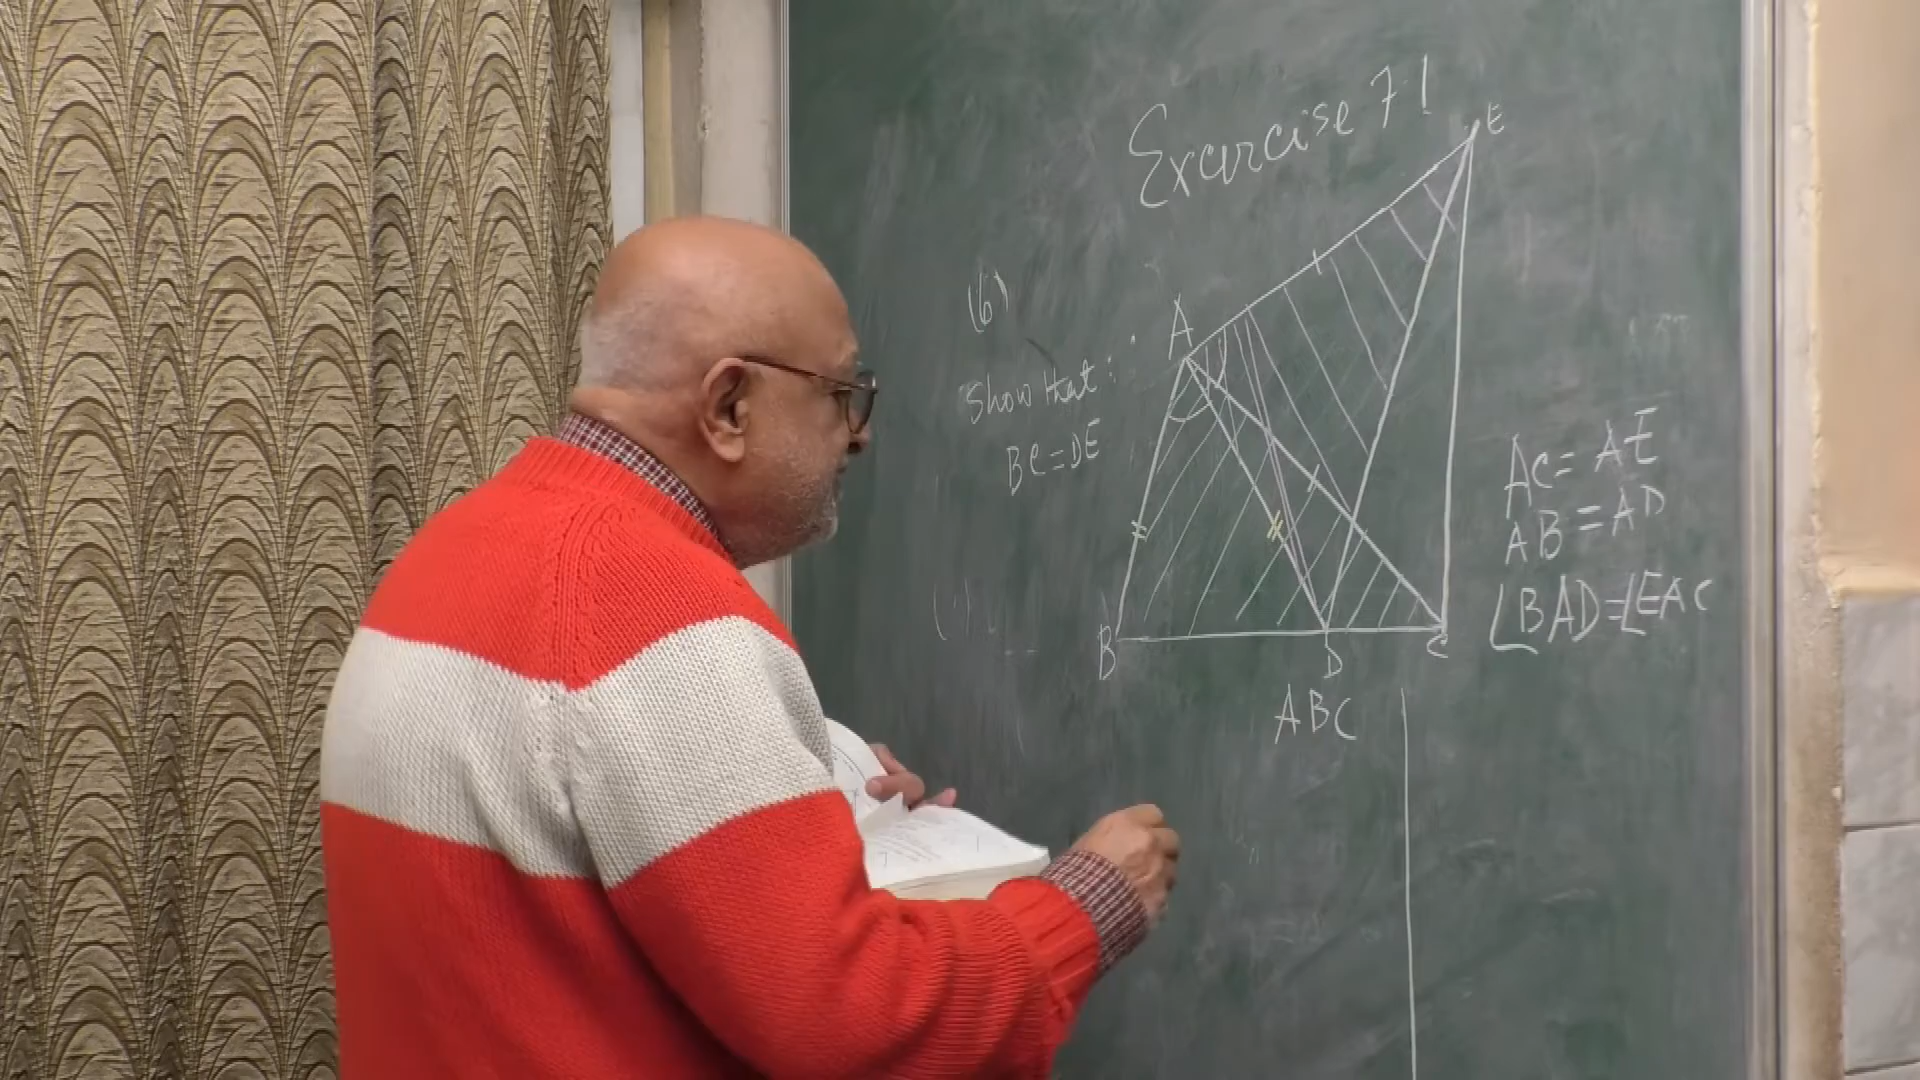 Exercise 7.1
E
(6)
A
Show that:
BC=DE
AC=AE
AB=AD
∠BAD=∠EAC
B
D
C
ABC